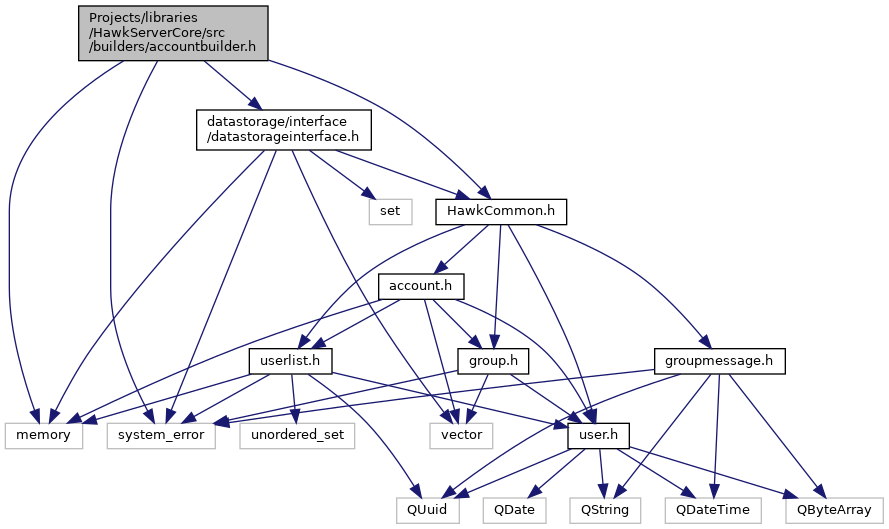 Projects/libraries
/HawkServerCore/src
/builders/accountbuilder.h
datastorage/interface
/datastorageinterface.h
set
HawkCommon.h
account.h
userlist.h
group.h
groupmessage.h
memory
system_error
unordered_set
vector
user.h
QUuid
QDate
QString
QDateTime
QByteArray